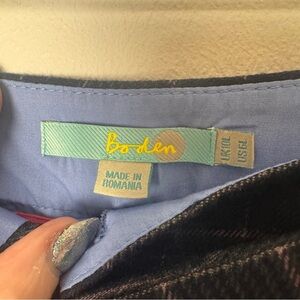 Boden
UK10L
US6L
MADE IN
ROMANIA